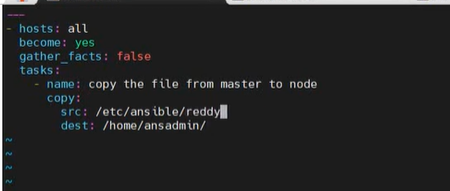 ---
- hosts: all
  become: yes
  gather_facts: false
  tasks:
    - name: copy the file from master to node
      copy:
        src: /etc/ansible/reddy
        dest: /home/ansadmin/
~
~
~
~